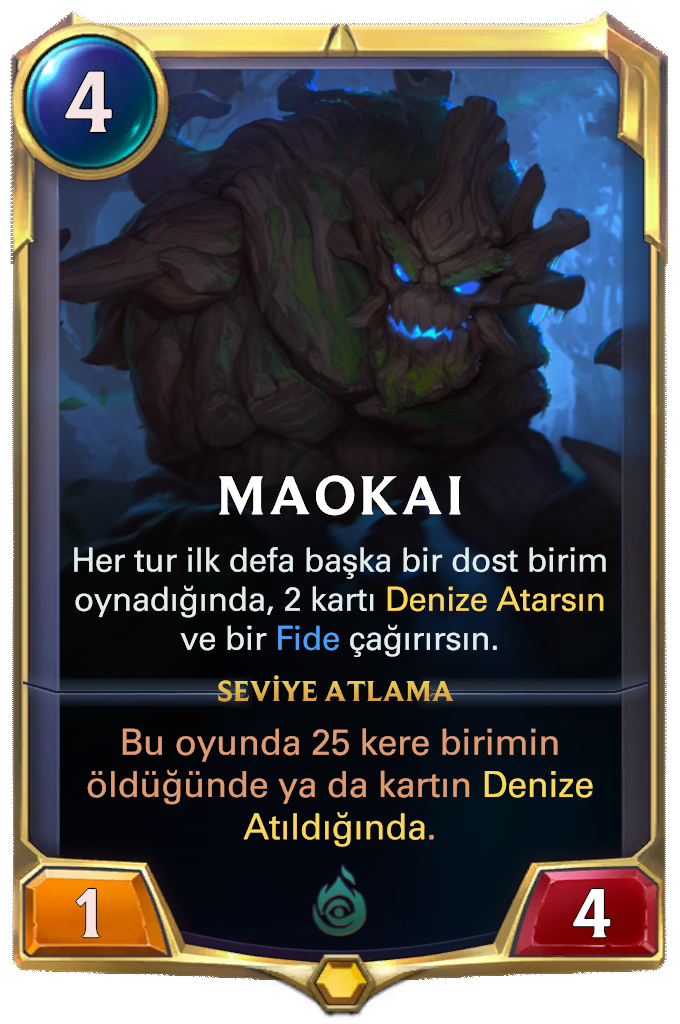 4
MAOKAI
Her tur ilk defa başka bir dost birim
oynadığında, 2 kartı Denize Atarsın
ve bir Fide çağırırsın.
SEVİYE ATLAMA
Bu oyunda 25 kere birimin
öldüğünde ya da kartın Denize
Atıldığında.
1
4